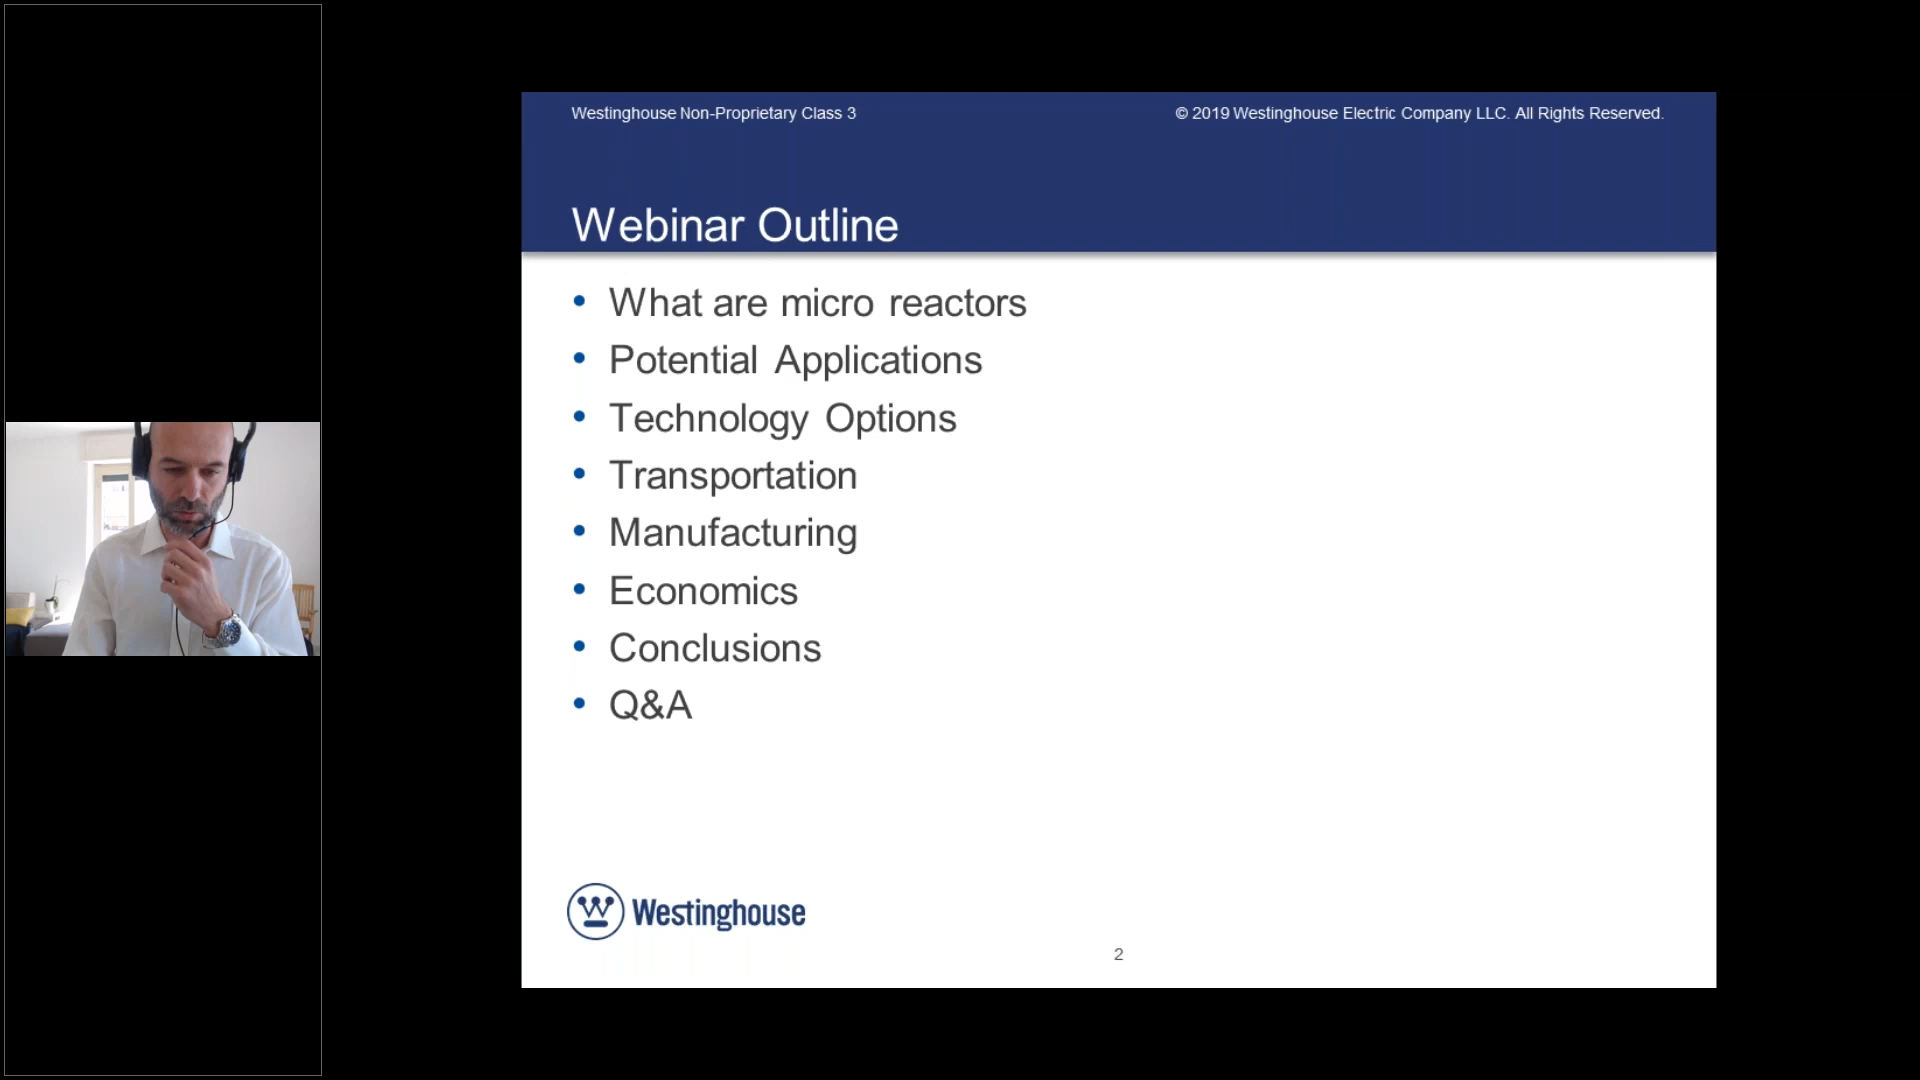 Westinghouse Non-Proprietary Class 3
© 2019 Westinghouse Electric Company LLC. All Rights Reserved.
Webinar Outline
• What are micro reactors
• Potential Applications
• Technology Options
• Transportation
• Manufacturing
• Economics
• Conclusions
• Q&A
Westinghouse
2